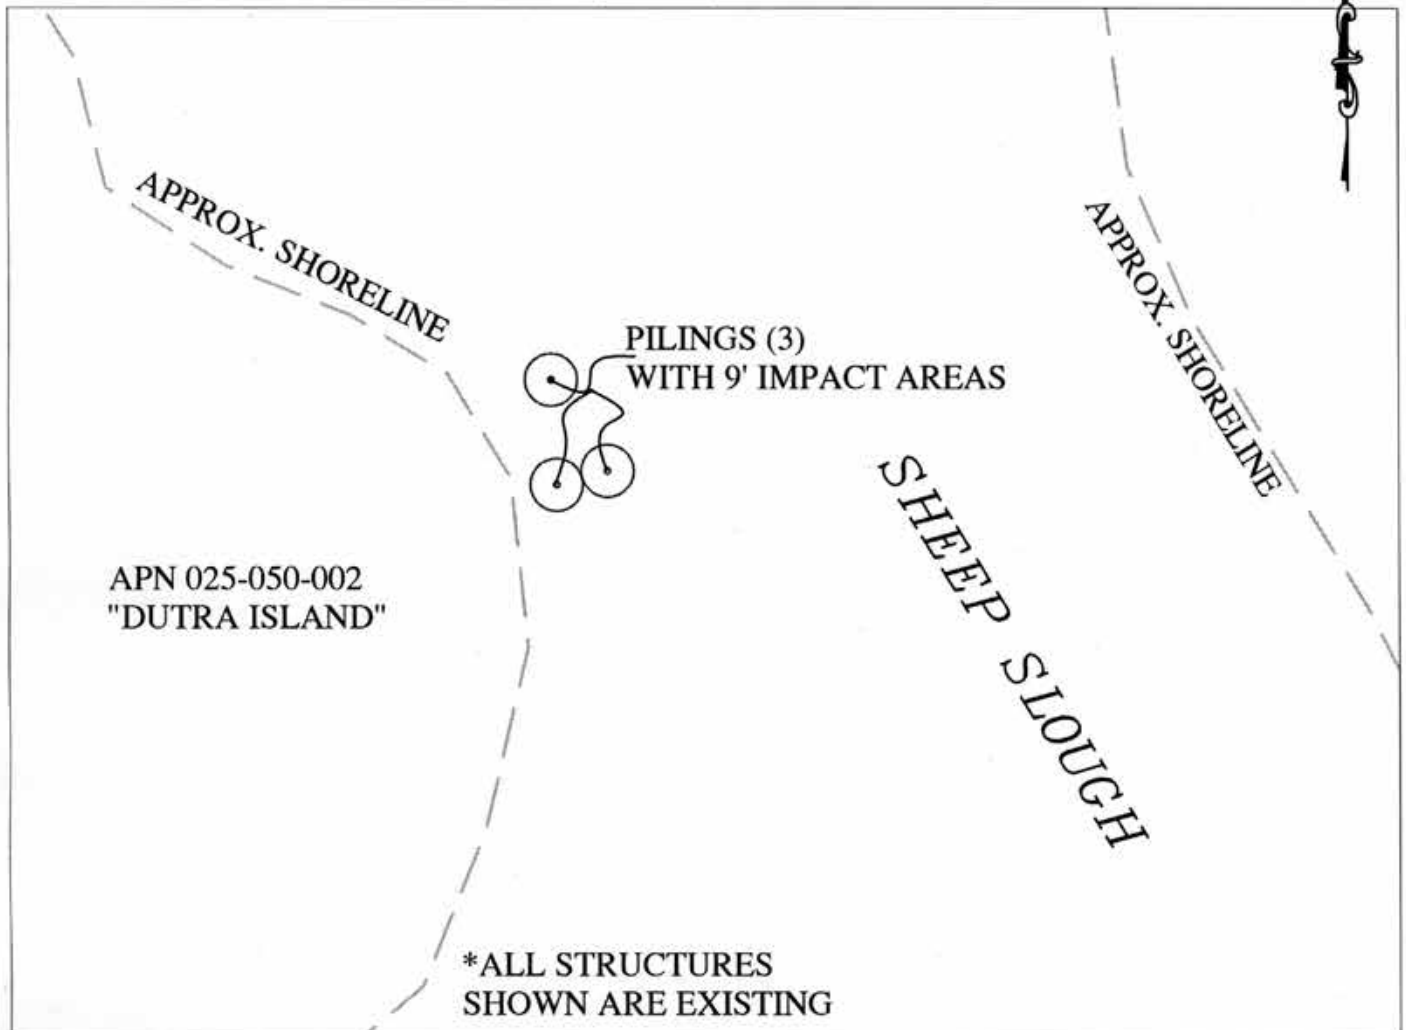 APPROX. SHORELINE
APPROX. SHORELINE
PILINGS (3)
WITH 9' IMPACT AREAS
SHEEP SLOUGH
APN 025-050-002
"DUTRA ISLAND"
*ALL STRUCTURES
SHOWN ARE EXISTING